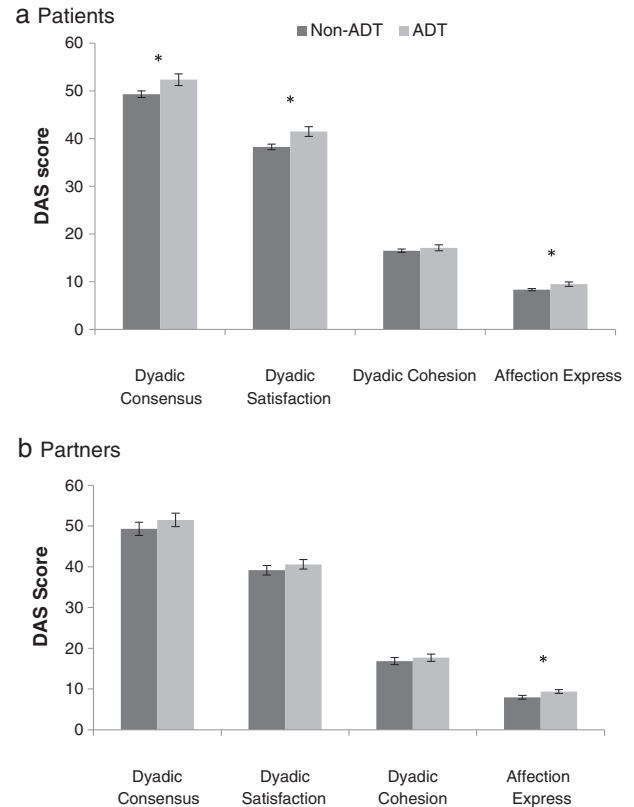 a Patients
Non-ADT ADT
60
50
40
30
20
10
0
DAS score
* * *
Dyadic Consensus
Dyadic Satisfaction
Dyadic Cohesion
Affection Express
b Partners
60
50
40
30
20
10
0
DAS Score
*
Dyadic Consensus
Dyadic Satisfaction
Dyadic Cohesion
Affection Express